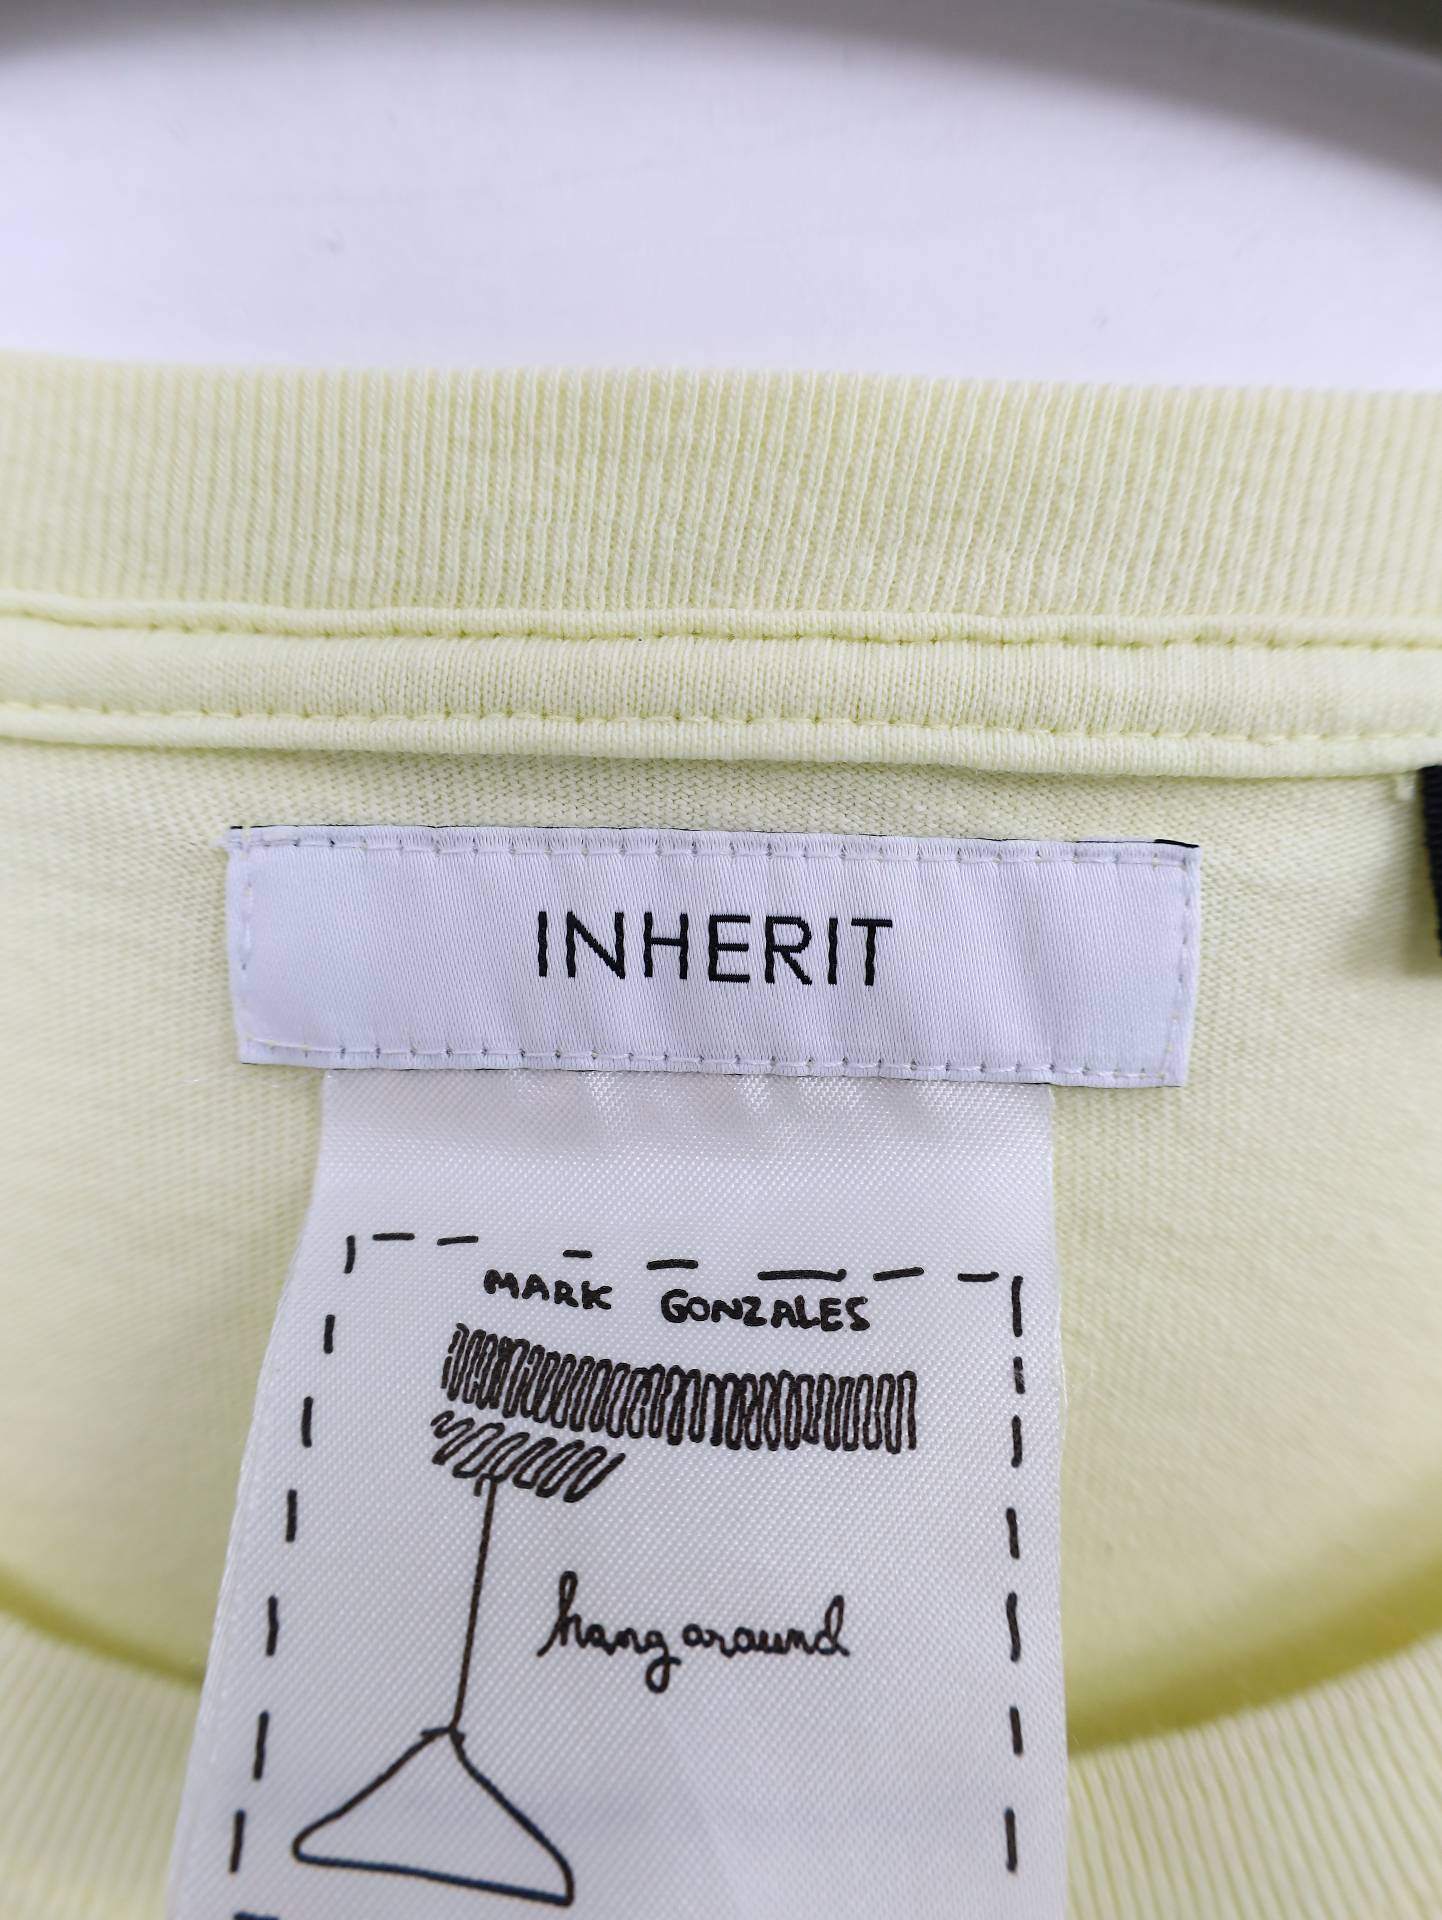 INHERIT
MARK GONZALES
hang around